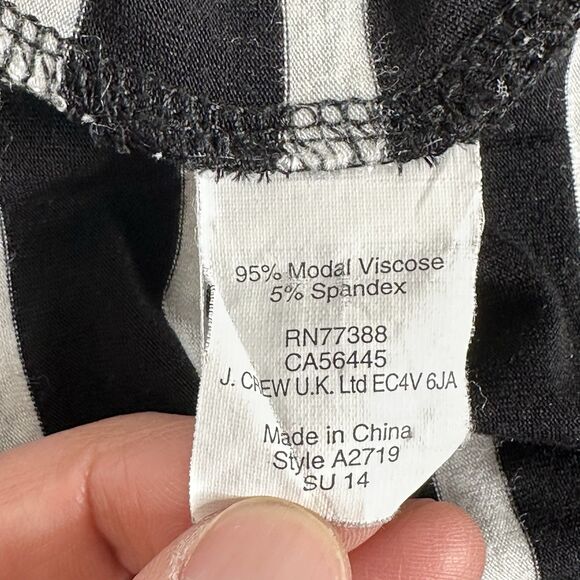 95% Modal Viscose
5% Spandex
RN77388
CA56445
J. CREW U.K. Ltd EC4V 6JA
Made in China
Style A2719
SU 14